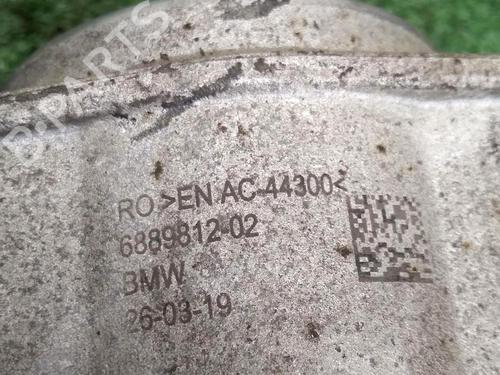 B-PARTS
RO>EN AC-44300<
6889812-02
BMW
26-03-19